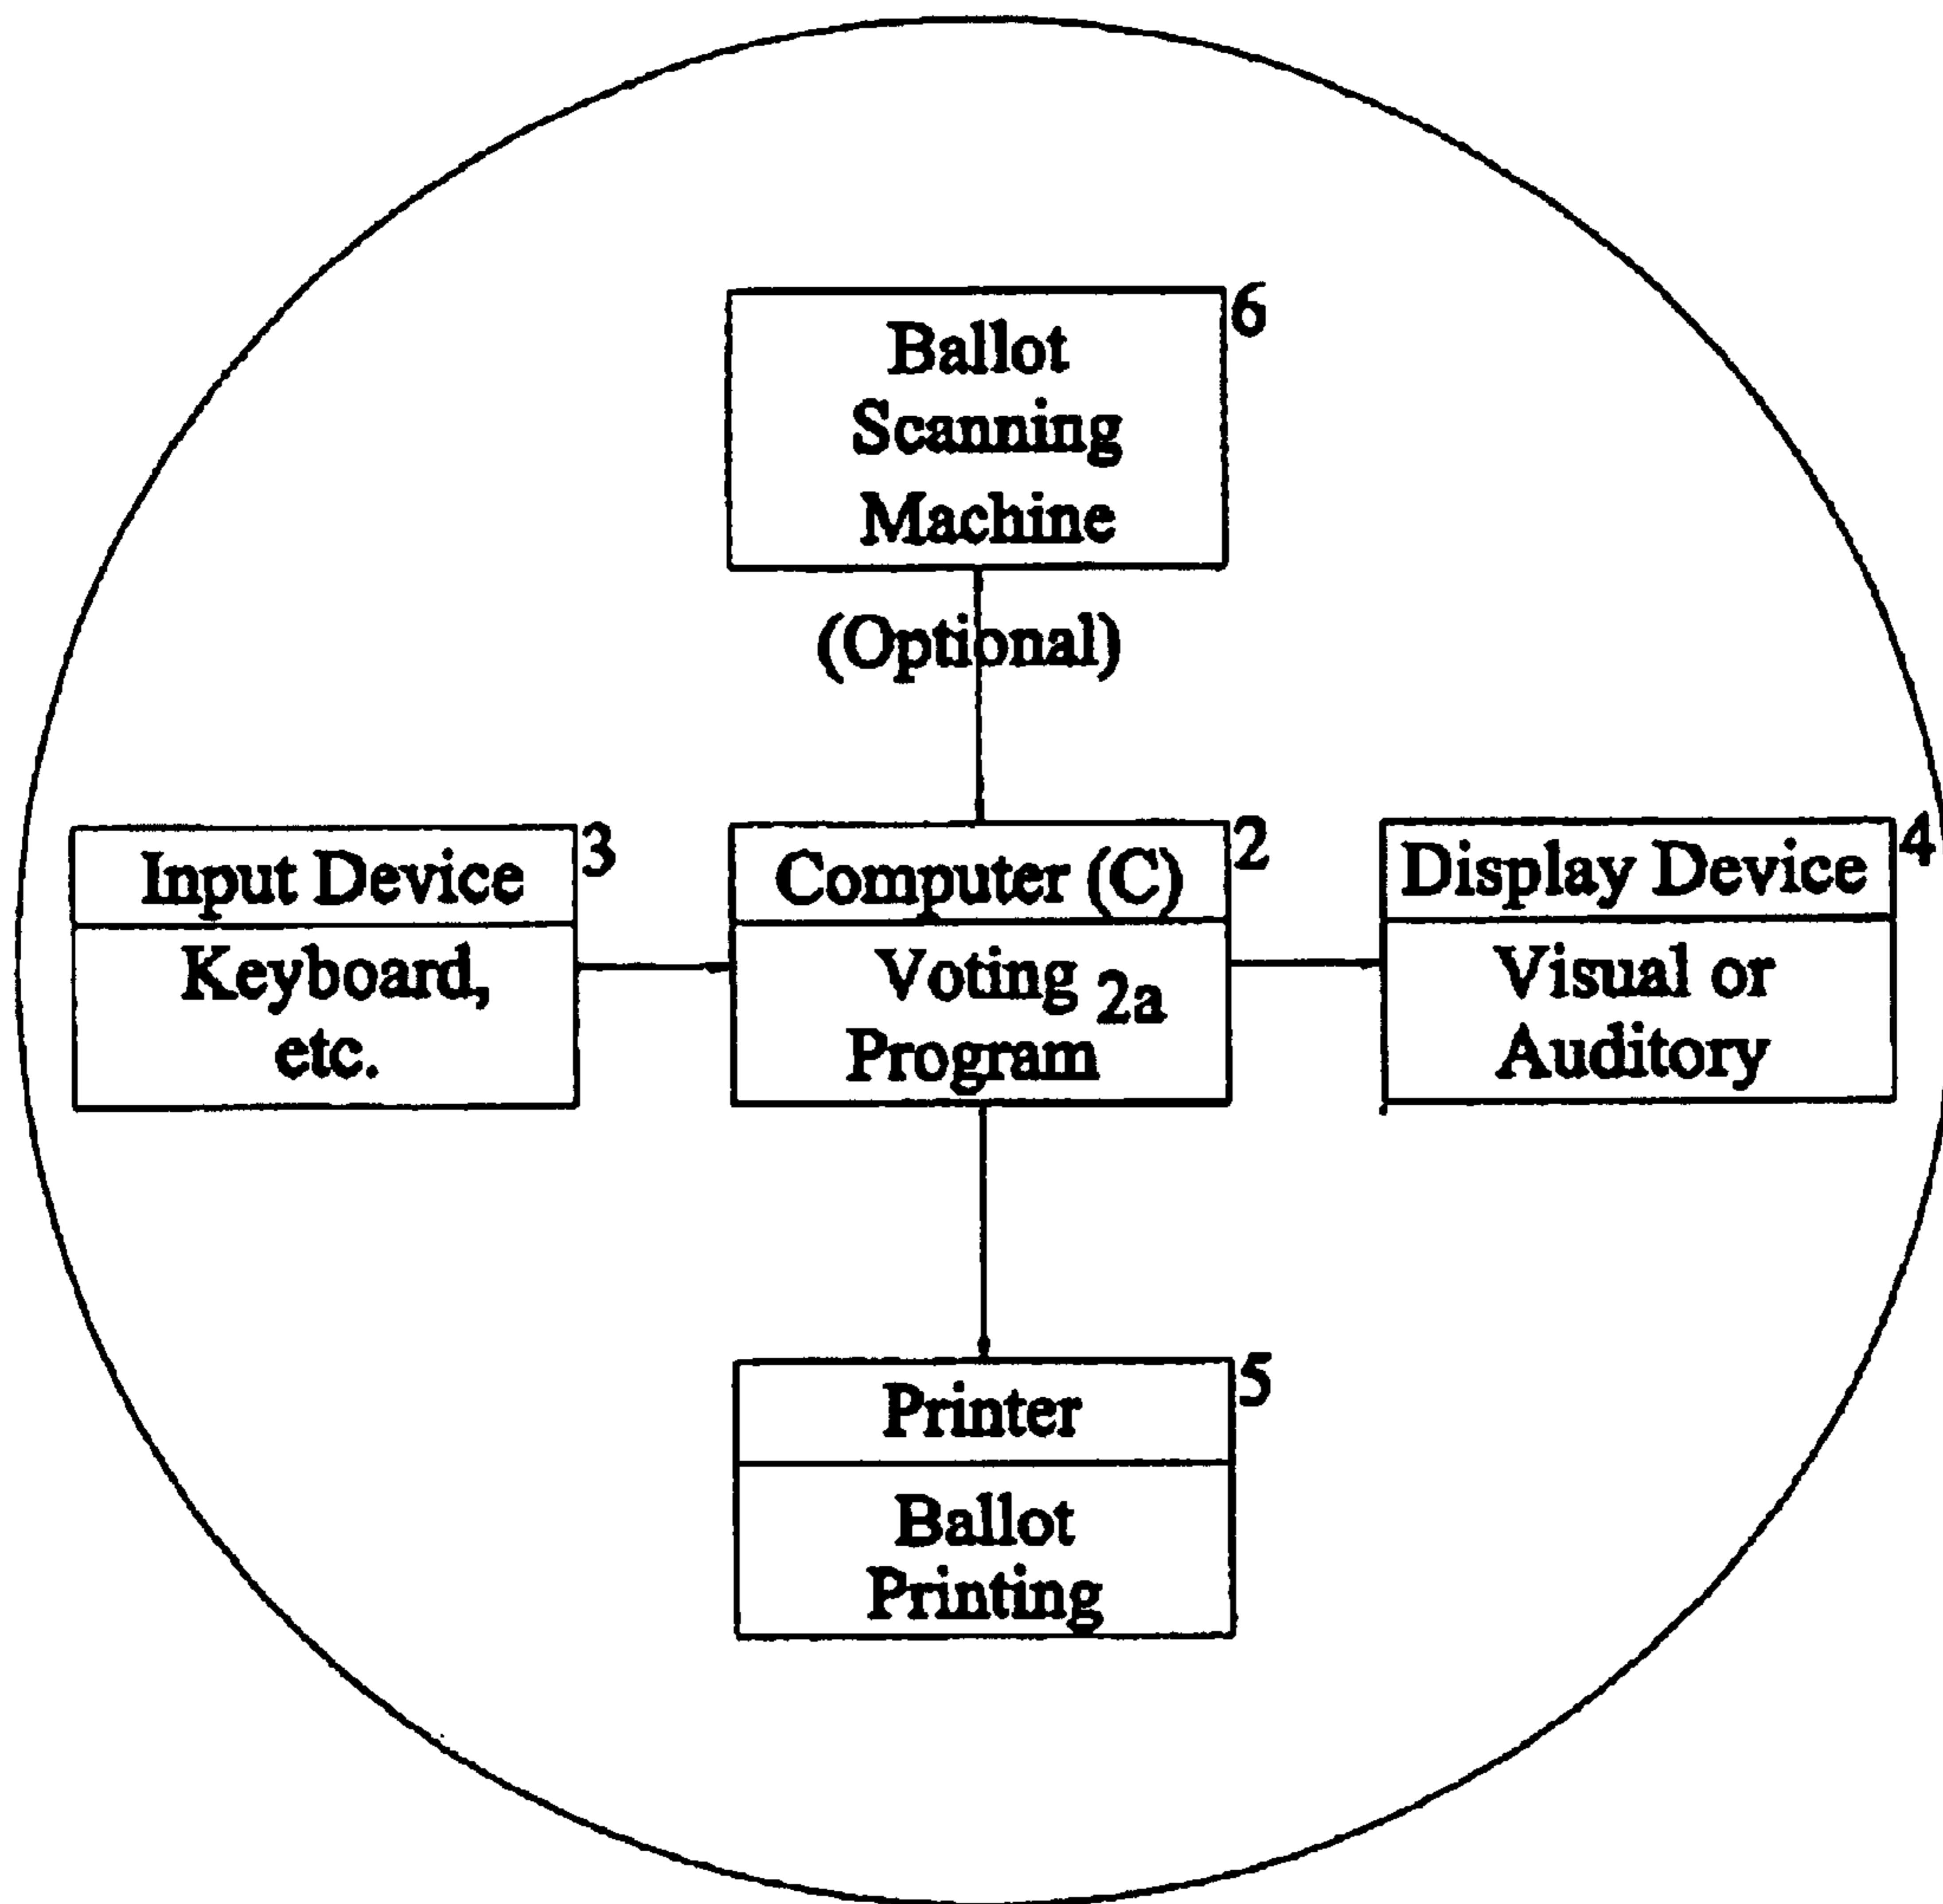 6
Ballot
Scanning
Machine
(Optional)
3
Input Device
Keyboard,
etc.
2
Computer (C)
Voting 2a
Program
4
Display Device
Visual or
Auditory
5
Printer
Ballot
Printing